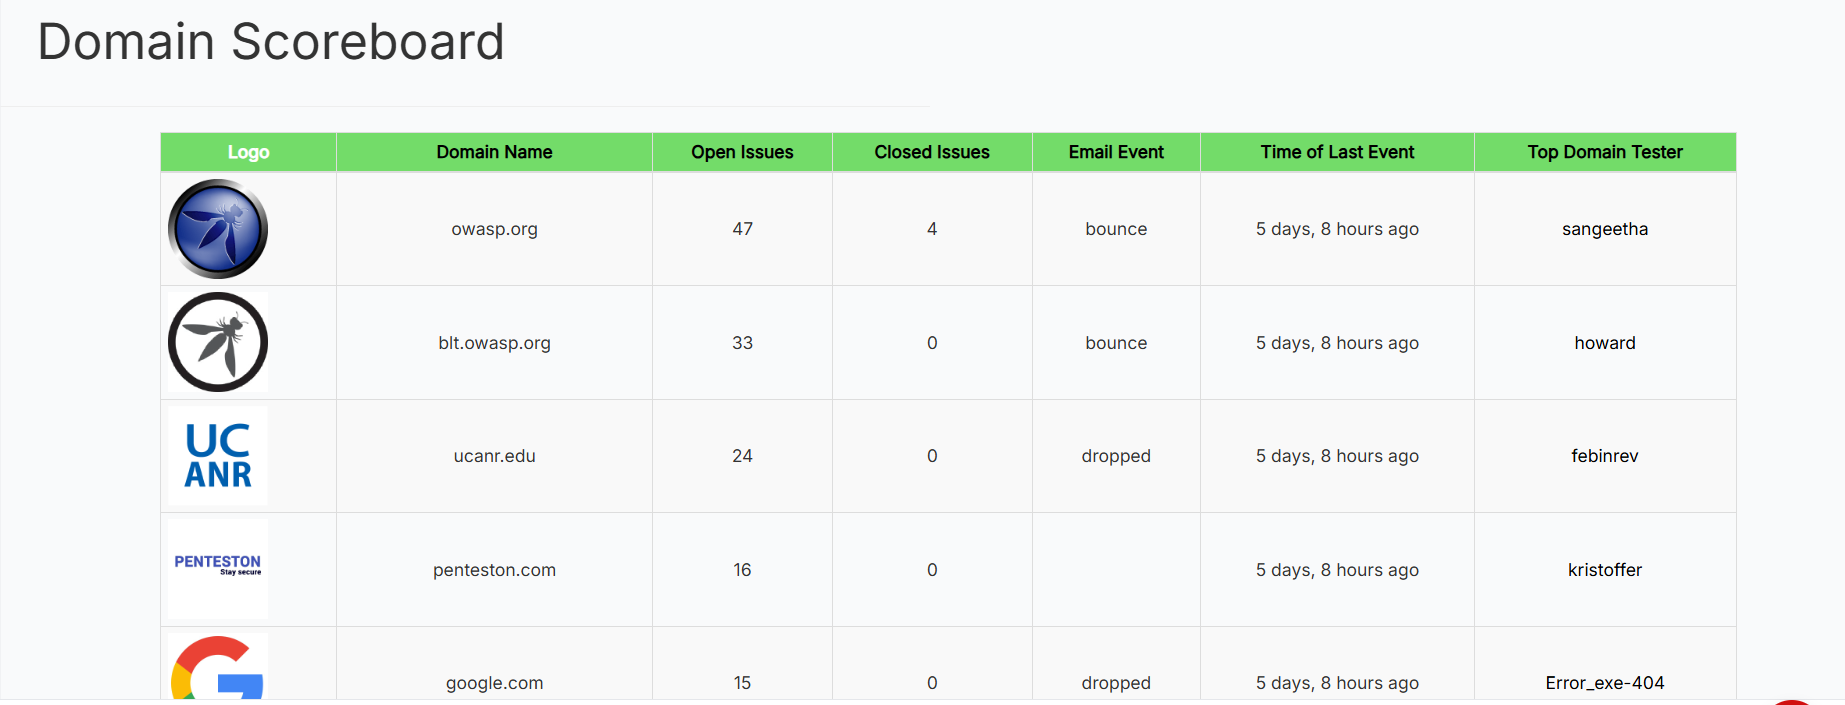 Domain Scoreboard
Logo Domain Name Open Issues Closed Issues Email Event Time of Last Event Top Domain Tester
owasp.org 47 4 bounce 5 days, 8 hours ago sangeetha
blt.owasp.org 33 0 bounce 5 days, 8 hours ago howard
UC
ANR
ucanr.edu 24 0 dropped 5 days, 8 hours ago febinrev
PENTESTON
Stay secure
penteston.com 16 0 5 days, 8 hours ago kristoffer
google.com 15 0 dropped 5 days, 8 hours ago Error_exe-404